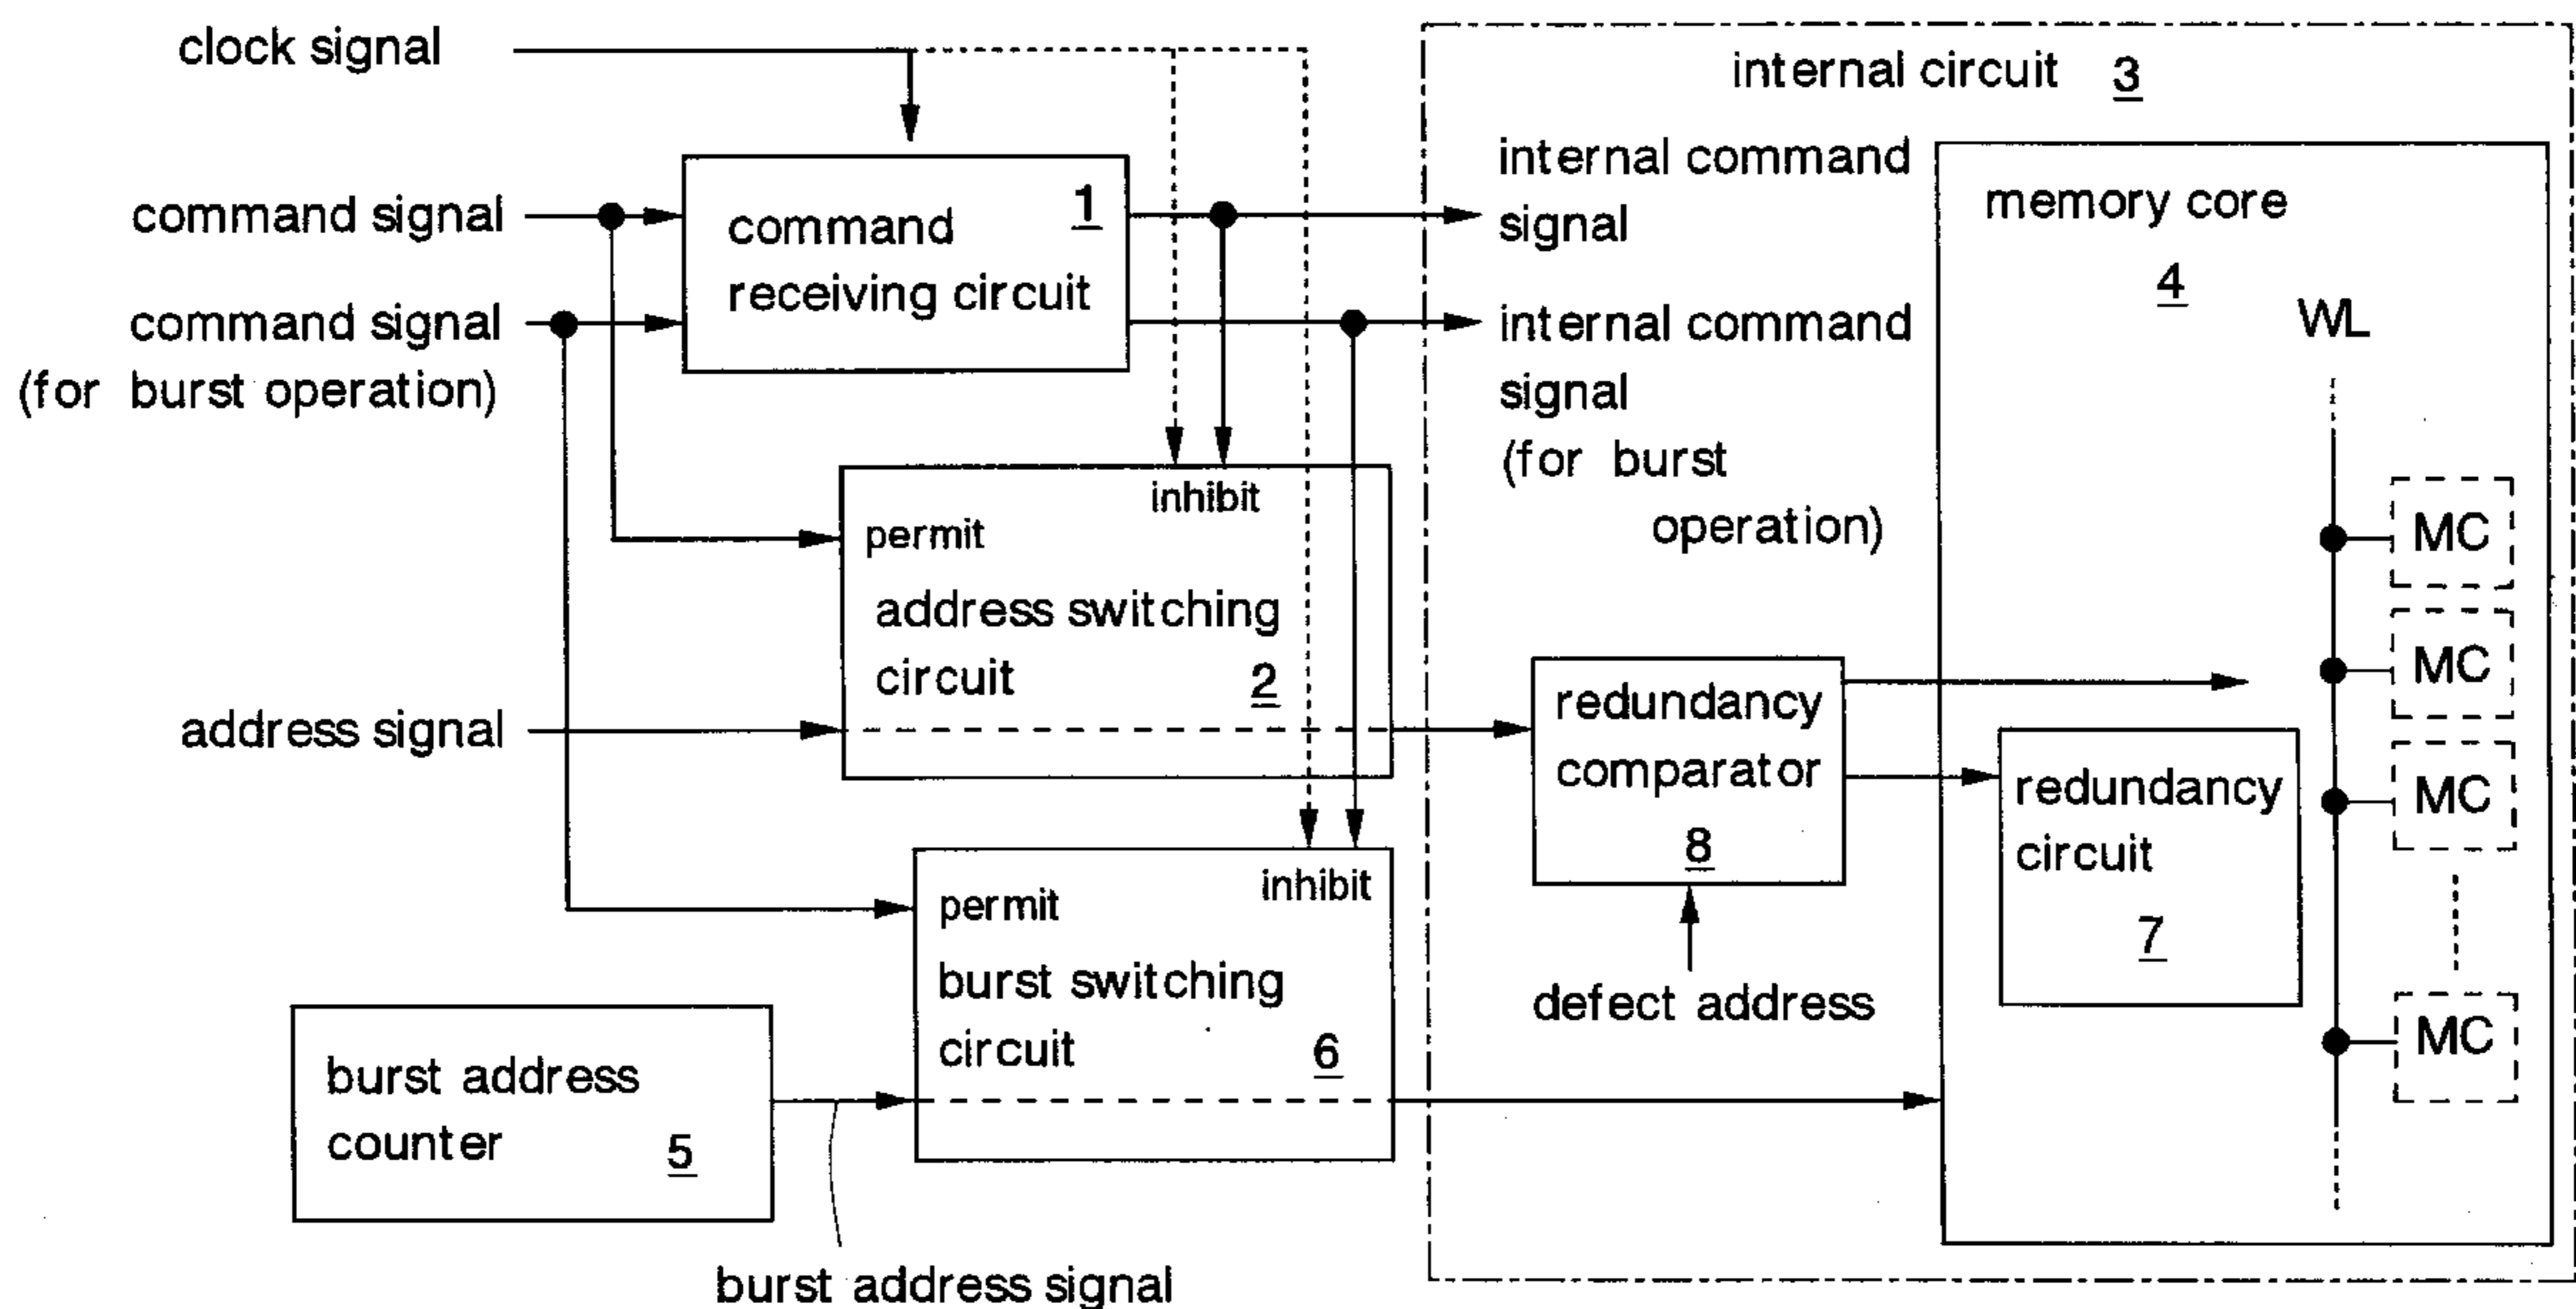 clock signal
internal circuit 3
command signal
1
command
receiving circuit
internal command
signal
memory core
4
command signal
(for burst operation)
internal command
signal
(for burst
operation)
WL
inhibit
permit
address switching
circuit 2
address signal
MC
MC
MC
MC
redundancy
comparator
8
redundancy
circuit
7
defect address
inhibit
permit
burst switching
circuit 6
burst address
counter 5
burst address signal